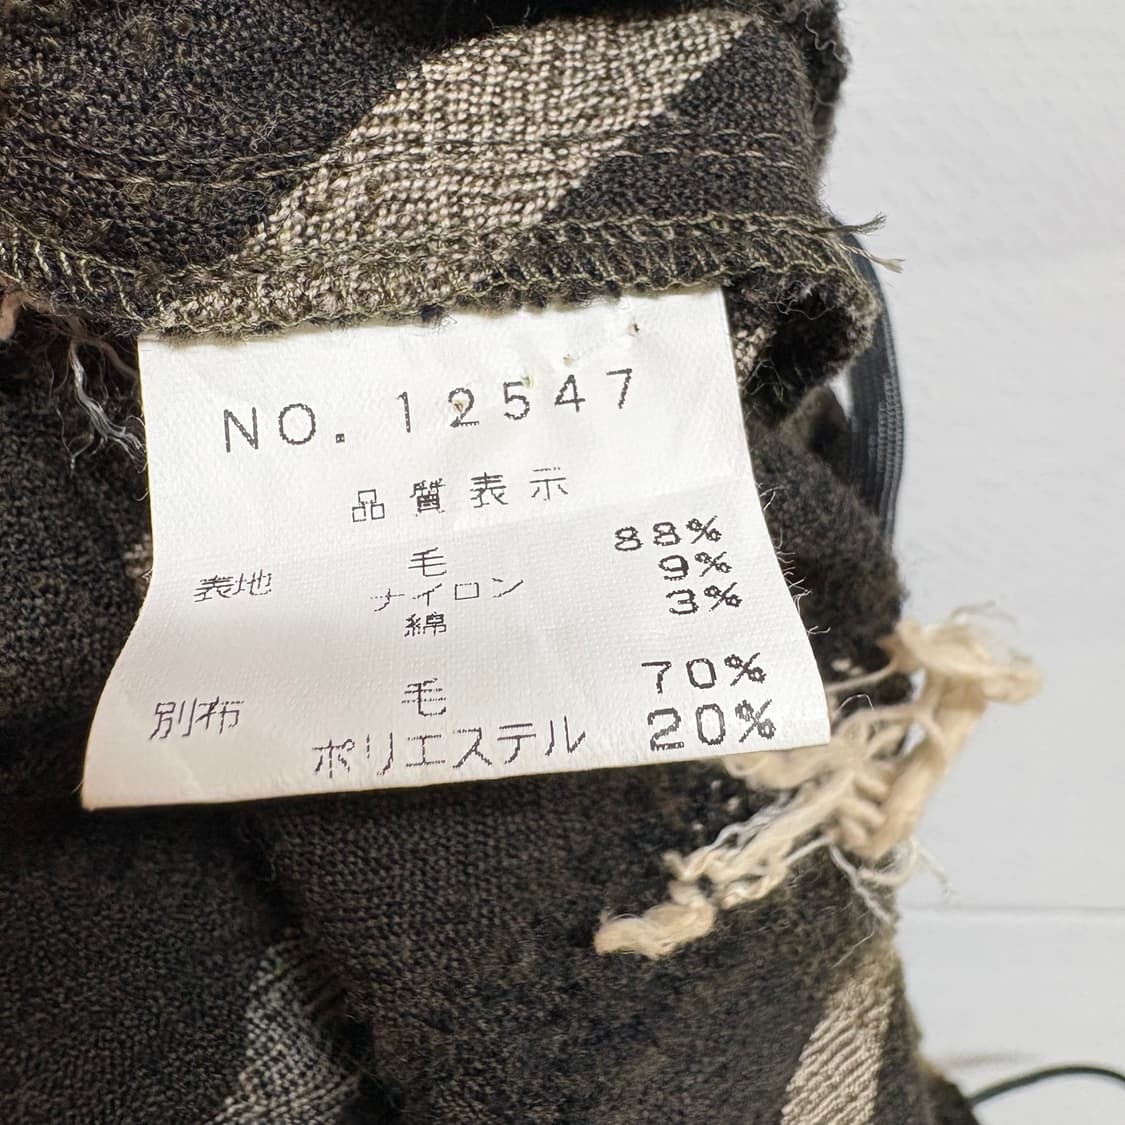 NO. 12547
品質表示
表地 毛 88%
ナイロン 9%
綿 3%
別布 毛 70%
ポリエステル 20%